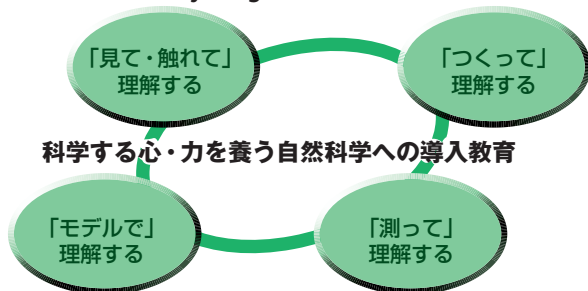 「見て・触れて」
理解する
「つくって」
理解する
科学する心・力を養う自然科学への導入教育
「モデルで」
理解する
「測って」
理解する